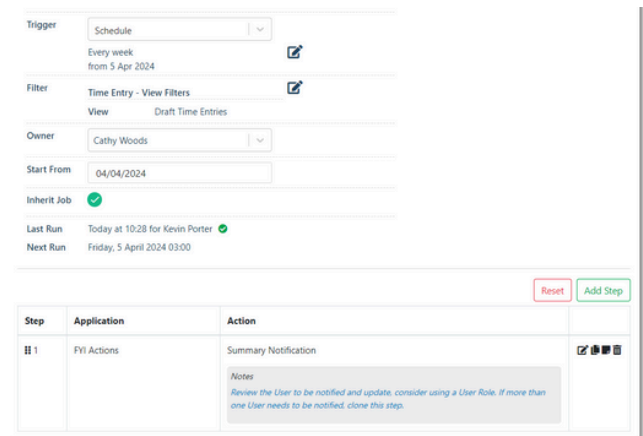 Trigger
Schedule
Every week
from 5 Apr 2024
Filter
Time Entry - View Filters
View Draft Time Entries
Owner
Cathy Woods
Start From
04/04/2024
Inherit Job
Last Run Today at 10:28 for Kevin Porter
Next Run Friday, 5 April 2024 03:00
Reset Add Step
Step Application Action
1 FYI Actions Summary Notification
Notes
Review the User to be notified and update, consider using a User Role. If more than
one User needs to be notified, clone this step.